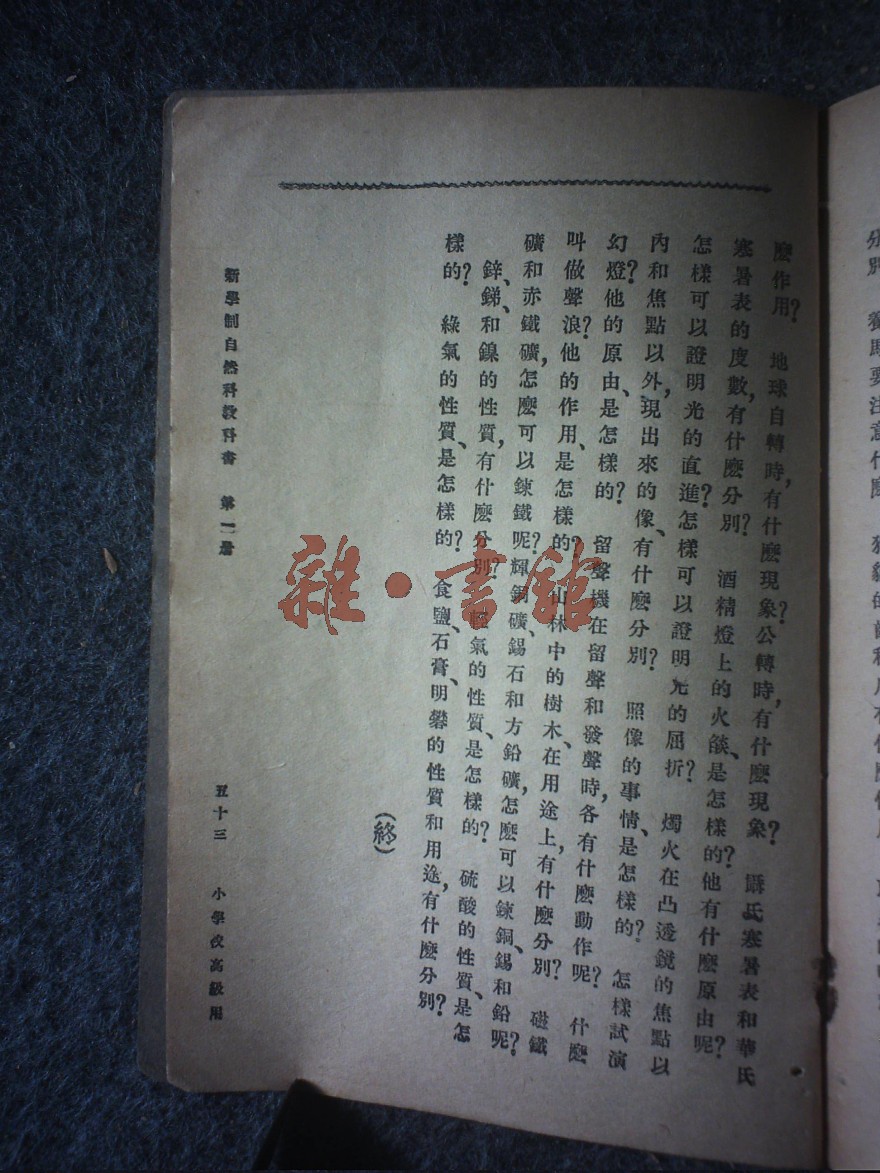 麼作用？　地球自轉時，有什麼現象？公轉時，有什麼現象？　聶氏寒暑表和華氏
寒暑表的度數，有什麼分別？　酒精燈上的火燄、是怎樣的？他有什麼原由呢？
怎樣可以證明光的直進？怎樣可以證明光的屈折？　燭火在凸透鏡的焦點以
內和焦點以外，現出來的像、有什麼分別？　照像的事情、是怎樣的？　怎樣試演
幻燈？他的原由、是怎樣的？　留聲機在留聲和發聲時，各有什麼動作呢？　什麼
叫做聲浪？他的作用、是怎樣的？　山林中的樹木、在用途上，有什麼分別？　磁鐵
礦和赤鐵礦，怎麼可以鍊鐵呢？輝銅礦、錫石和方鉛礦，怎麼可以鍊銅、錫和鉛呢？
鋅、銻、和鎳的性質，有什麼分別？　氣的性質、是怎樣的？　硫酸的性質、是怎
樣的？　綠氣的性質、是怎樣的？　食鹽、石膏、明礬的性質和用途，有什麼分別？
（終）
新學制自然科教科書　第二册　五十三　小學校高級用
雜·書館